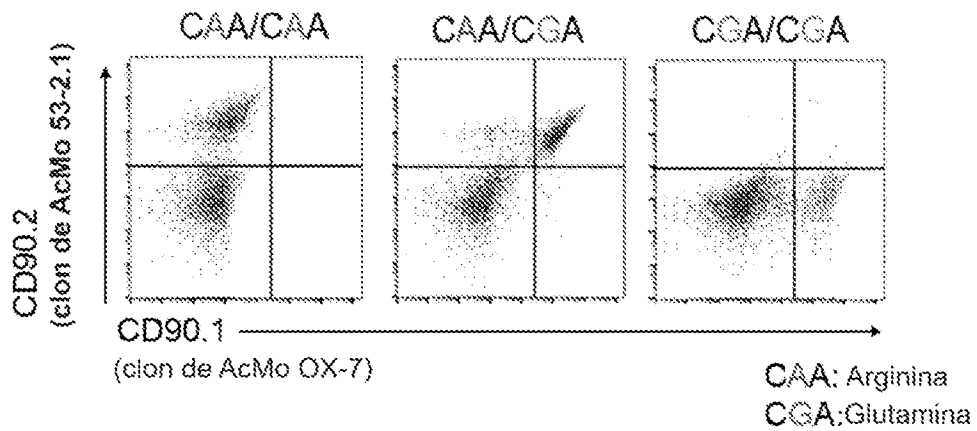 CAA/CAA CAA/CGA CGA/CGA
CD90.2
(clon de AcMo 53-2.1)
CD90.1
(clon de AcMo OX-7)
CAA: Arginina
CGA:Glutamina